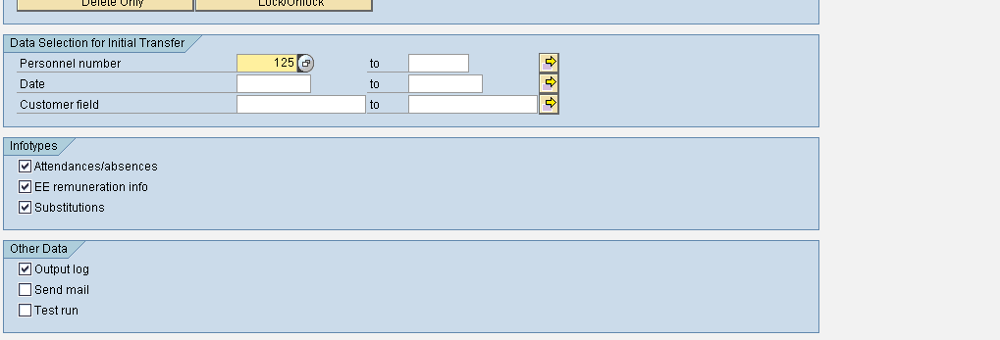 Delete Only Lock/Unlock
Data Selection for Initial Transfer
Personnel number 125 to
Date to
Customer field to
Infotypes
Attendances/absences
EE remuneration info
Substitutions
Other Data
Output log
Send mail
Test run